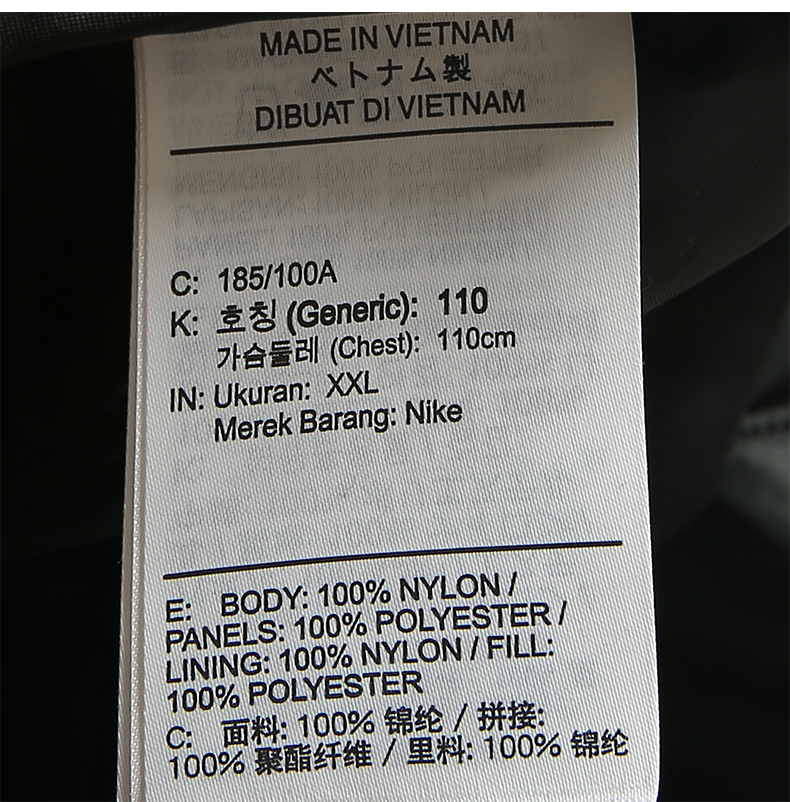 MADE IN VIETNAM
ベトナム製
DIBUAT DI VIETNAM
C: 185/100A
K: 호칭 (Generic): 110
가슴둘레 (Chest): 110cm
IN: Ukuran: XXL
Merek Barang: Nike
E: BODY: 100% NYLON /
PANELS: 100% POLYESTER /
LINING: 100% NYLON / FILL:
100% POLYESTER
C: 面料: 100% 锦纶 / 拼接:
100% 聚酯纤维 / 里料: 100% 锦纶